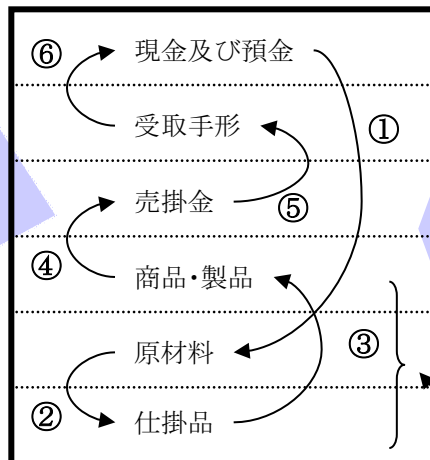 ⑥ 現金及び預金
①
受取手形
売掛金 ⑤
④ 商品・製品
③
原材料
② 仕掛品